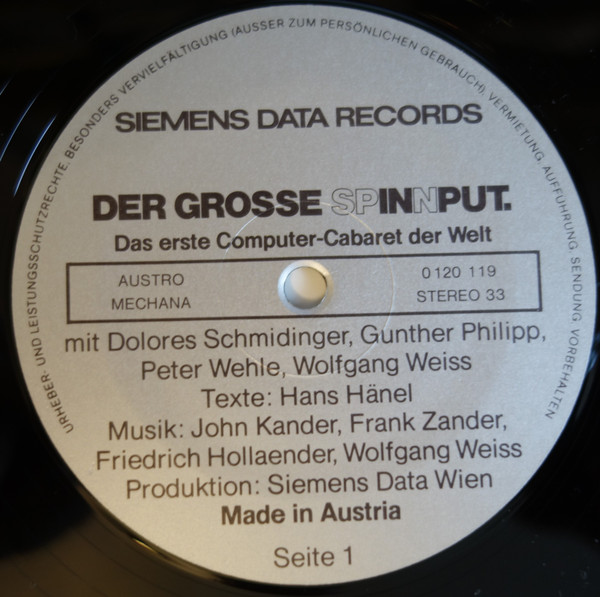 URHEBER- UND LEISTUNGSSCHUTZRECHTE, BESONDERS VERVIELFÄLTIGUNG (AUSSER ZUM PERSÖNLICHEN GEBRAUCH), VERMIETUNG, AUFFÜHRUNG, SENDUNG VORBEHALTEN
SIEMENS DATA RECORDS
DER GROSSE SPINNPUT.
Das erste Computer-Cabaret der Welt
AUSTRO MECHANA
0120 119
STEREO 33
mit Dolores Schmidinger, Gunther Philipp,
Peter Wehle, Wolfgang Weiss
Texte: Hans Hänel
Musik: John Kander, Frank Zander,
Friedrich Hollaender, Wolfgang Weiss
Produktion: Siemens Data Wien
Made in Austria
Seite 1